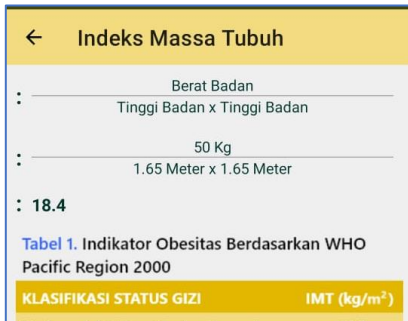 ← Indeks Massa Tubuh
: Berat Badan
Tinggi Badan x Tinggi Badan
: 50 Kg
1.65 Meter x 1.65 Meter
: 18.4
Tabel 1. Indikator Obesitas Berdasarkan WHO
Pacific Region 2000
KLASIFIKASI STATUS GIZI IMT (kg/m²)